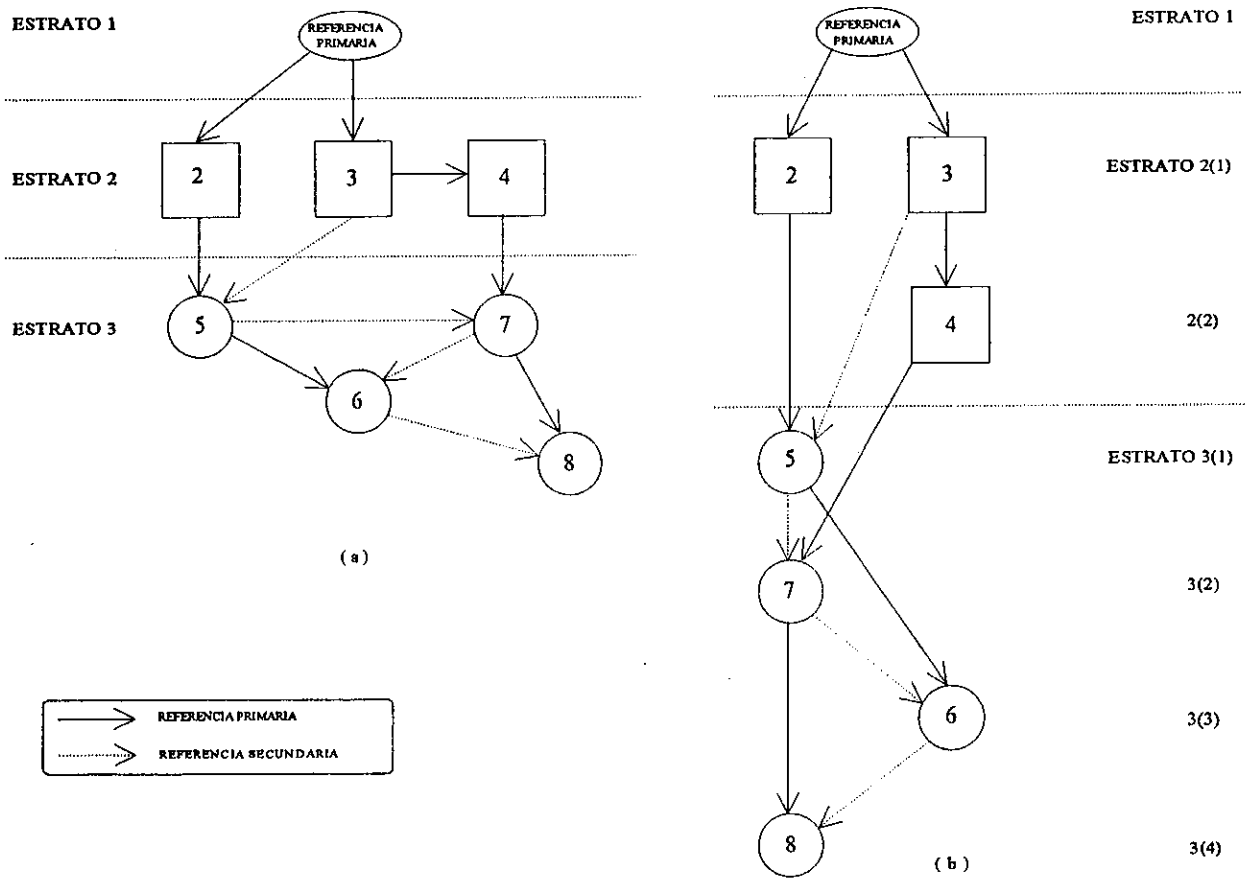 ESTRATO 1
REFERENCIA
PRIMARIA
ESTRATO 2
2
3
4
ESTRATO 3
5
7
6
8
( a )
REFERENCIA PRIMARIA
REFERENCIA SECUNDARIA
REFERENCIA
PRIMARIA
ESTRATO 1
2
3
ESTRATO 2(1)
4
2(2)
5
ESTRATO 3(1)
7
3(2)
6
3(3)
8
( b )
3(4)